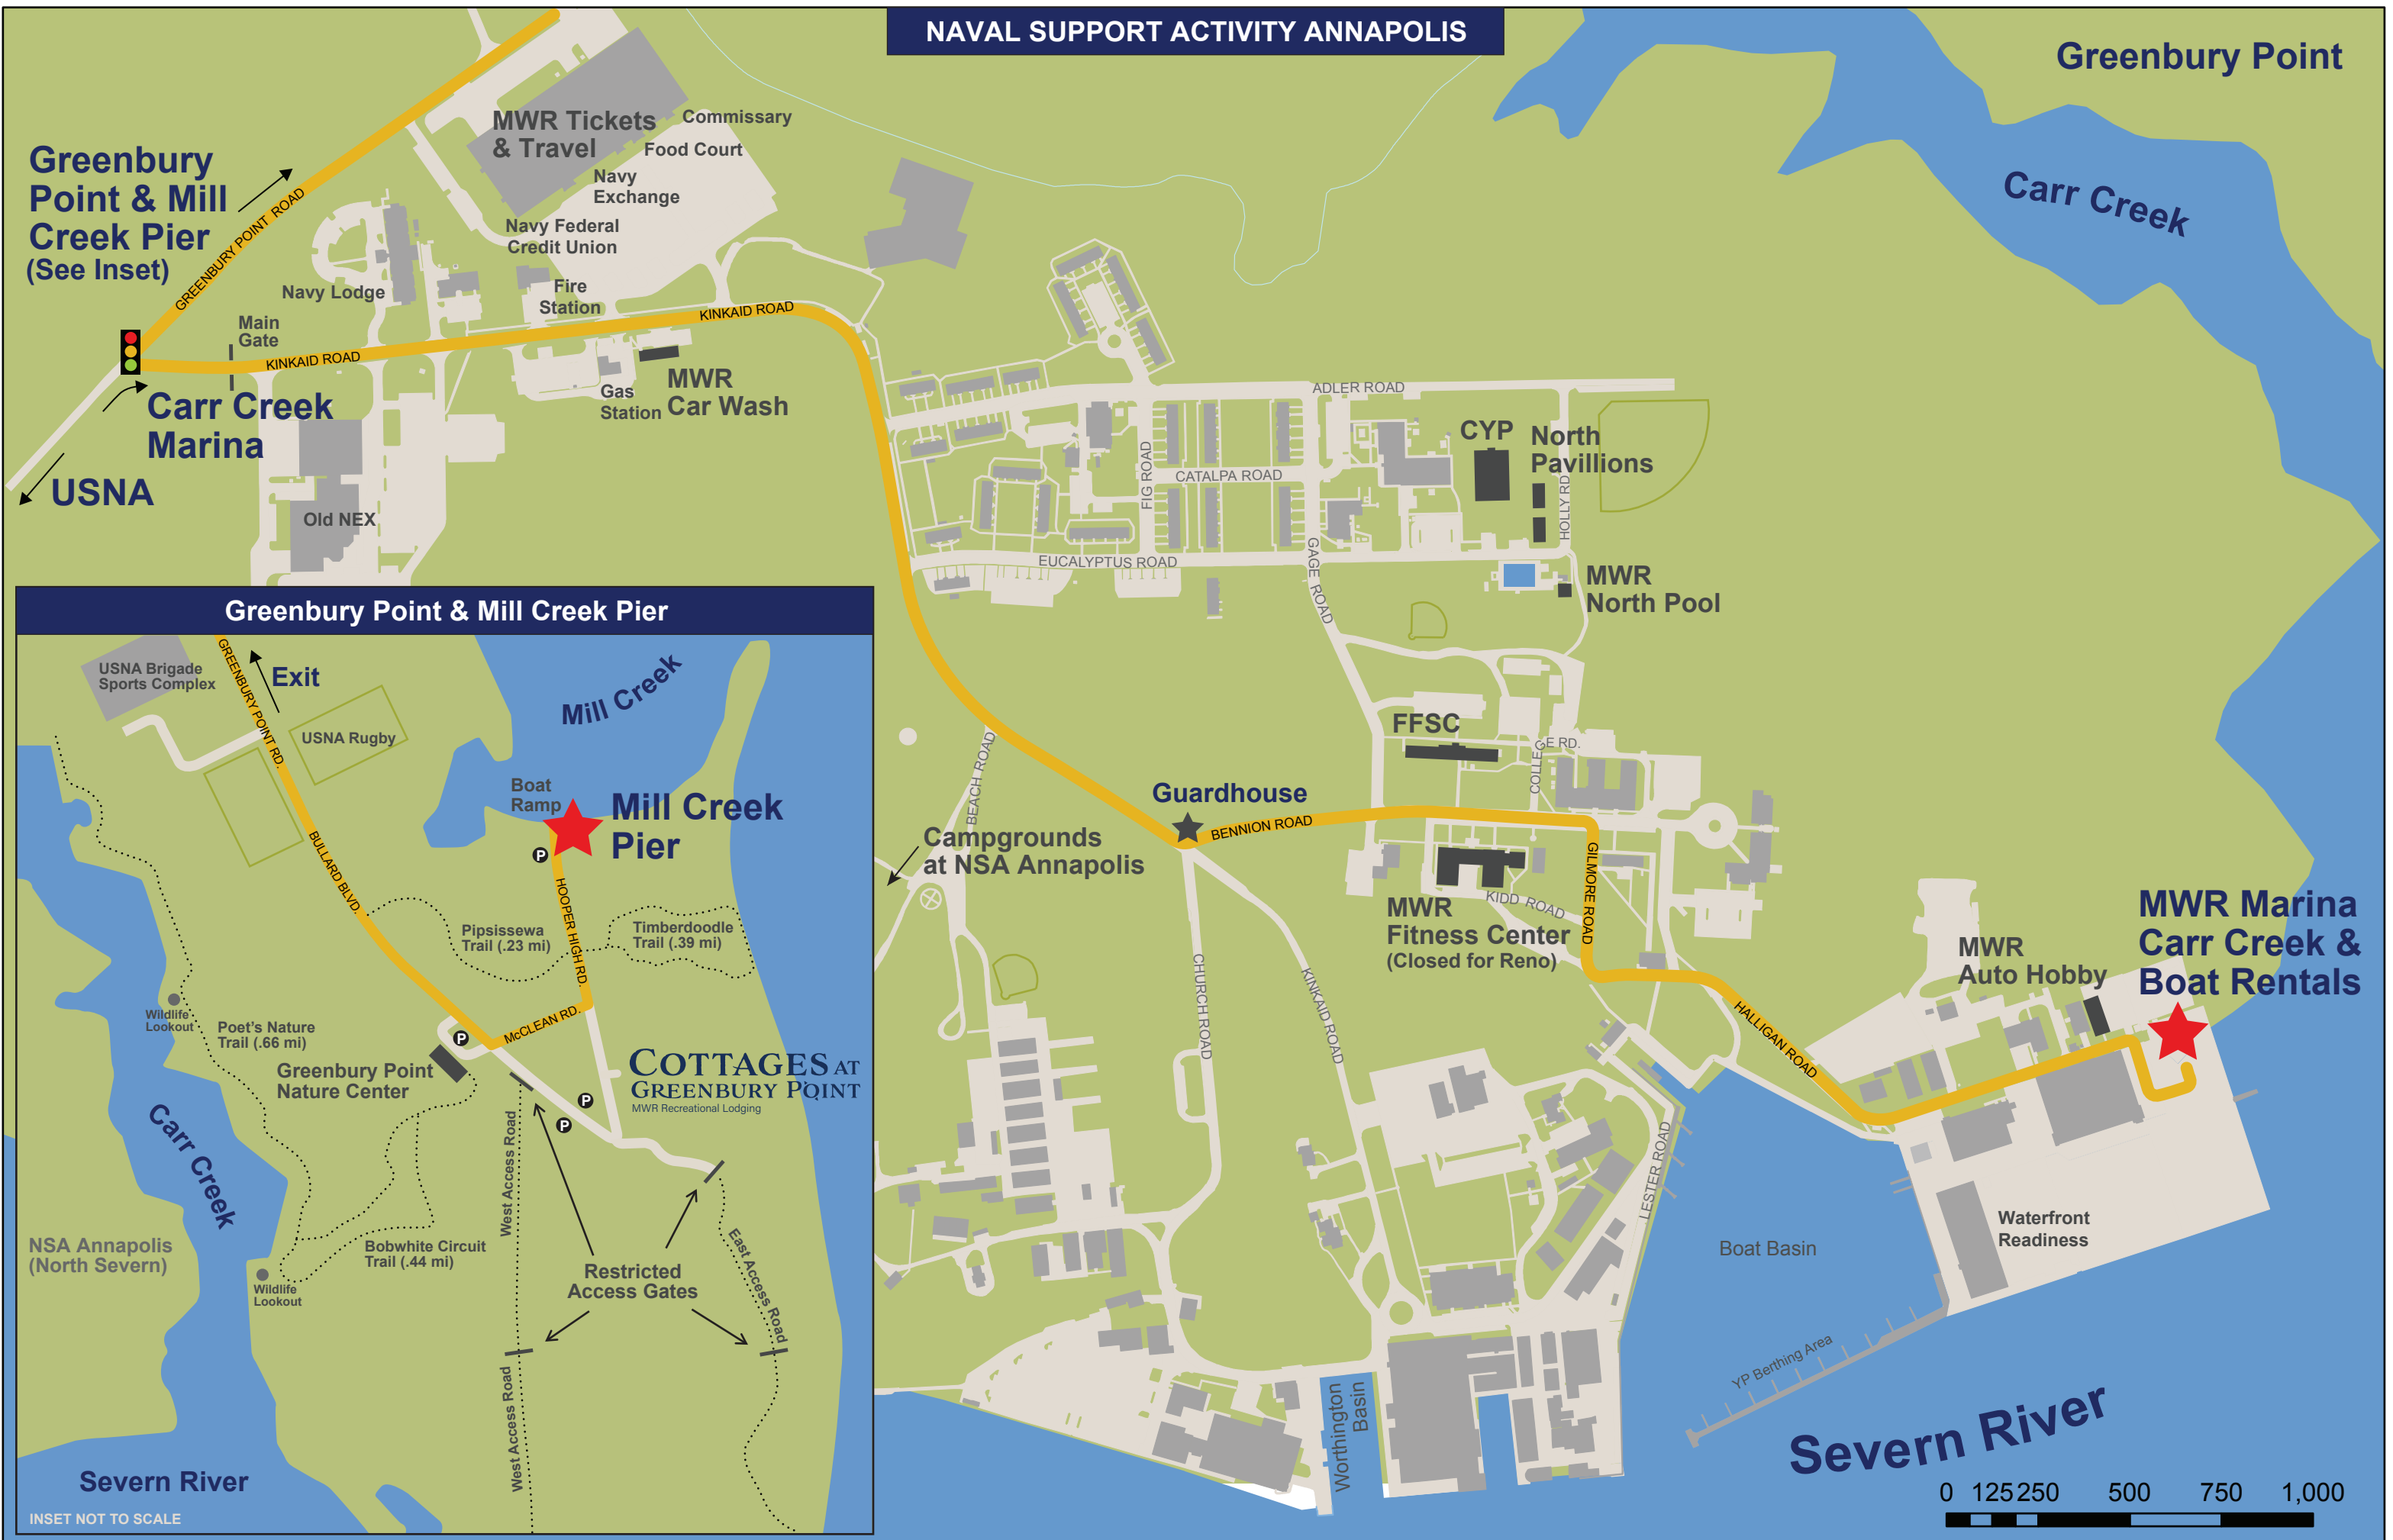 NAVAL SUPPORT ACTIVITY ANNAPOLIS
Greenbury Point
Carr Creek
MWR Tickets
& Travel
Commissary
Food Court
Navy
Exchange
Navy Federal
Credit Union
Greenbury
Point & Mill
Creek Pier
(See Inset)
GREENBURY POINT ROAD
Navy Lodge
Fire
Station
Main
Gate
KINKAID ROAD
KINKAID ROAD
Gas
Station
MWR
Car Wash
Carr Creek
Marina
USNA
Old NEX
ADLER ROAD
CYP
North
Pavillions
FIG ROAD
CATALPA ROAD
HOLLY RD
EUCALYPTUS ROAD
GAGE ROAD
MWR
North Pool
FFSC
COLLEGE RD.
BEACH ROAD
Guardhouse
BENNION ROAD
Campgrounds
at NSA Annapolis
GILMORE ROAD
KIDD ROAD
MWR
Fitness Center
(Closed for Reno)
CHURCH ROAD
KINKAID ROAD
HALLIGAN ROAD
MWR
Auto Hobby
MWR Marina
Carr Creek &
Boat Rentals
LESTER ROAD
Boat Basin
Waterfront
Readiness
YP Berthing Area
Worthington
Basin
Severn River
0 125 250 500 750 1,000
Greenbury Point & Mill Creek Pier
USNA Brigade
Sports Complex
GREENBURY POINT RD.
Exit
USNA Rugby
Mill Creek
Boat
Ramp
Mill Creek
Pier
P
BULLARD BLVD.
HOOPER HIGH RD.
Pipsissewa
Trail (.23 mi)
Timberdoodle
Trail (.39 mi)
Wildlife
Lookout
Poet's Nature
Trail (.66 mi)
P
McCLEAN RD.
Greenbury Point
Nature Center
COTTAGES AT
GREENBURY POINT
MWR Recreational Lodging
P
P
Carr Creek
West Access Road
East Access Road
NSA Annapolis
(North Severn)
Bobwhite Circuit
Trail (.44 mi)
Wildlife
Lookout
Restricted
Access Gates
West Access Road
Severn River
INSET NOT TO SCALE